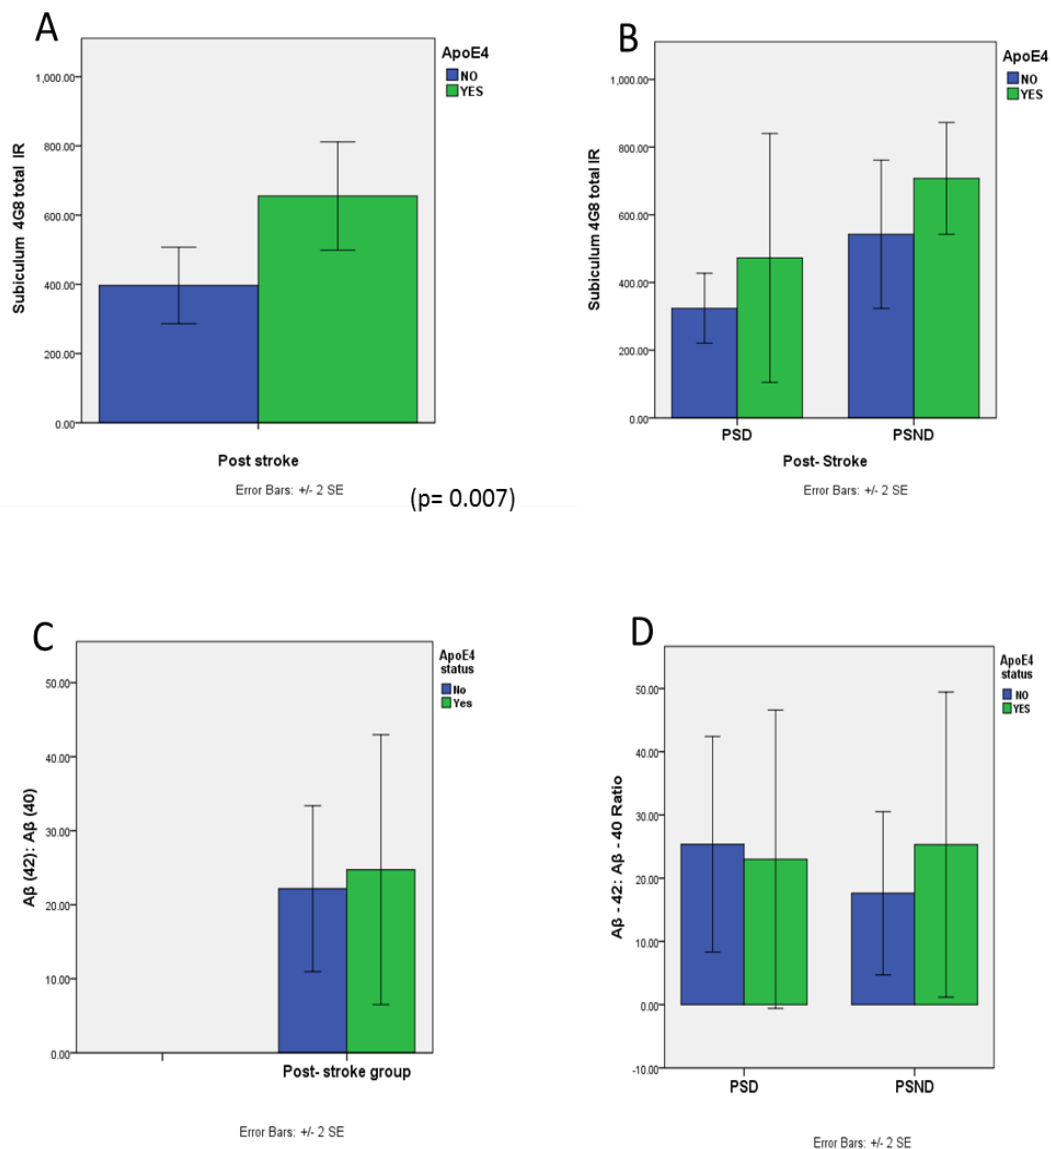 A
ApoE4
NO
YES
1,000.00
800.00
600.00
400.00
200.00
0.00
Subiculum 4G8 total IR
Post stroke
Error Bars: +/- 2 SE
(p= 0.007)
B
ApoE4
NO
YES
1,000.00
800.00
600.00
400.00
200.00
0.00
Subiculum 4G8 total IR
PSD
PSND
Post- Stroke
Error Bars: +/- 2 SE
C
ApoE4
status
No
Yes
50.00
40.00
30.00
20.00
10.00
0.00
Aβ (42): Aβ (40)
Post- stroke group
Error Bars: +/- 2 SE
D
ApoE4
status
NO
YES
50.00
40.00
30.00
20.00
10.00
0.00
-10.00
Aβ - 42: Aβ - 40 Ratio
PSD
PSND
Error Bars: +/- 2 SE